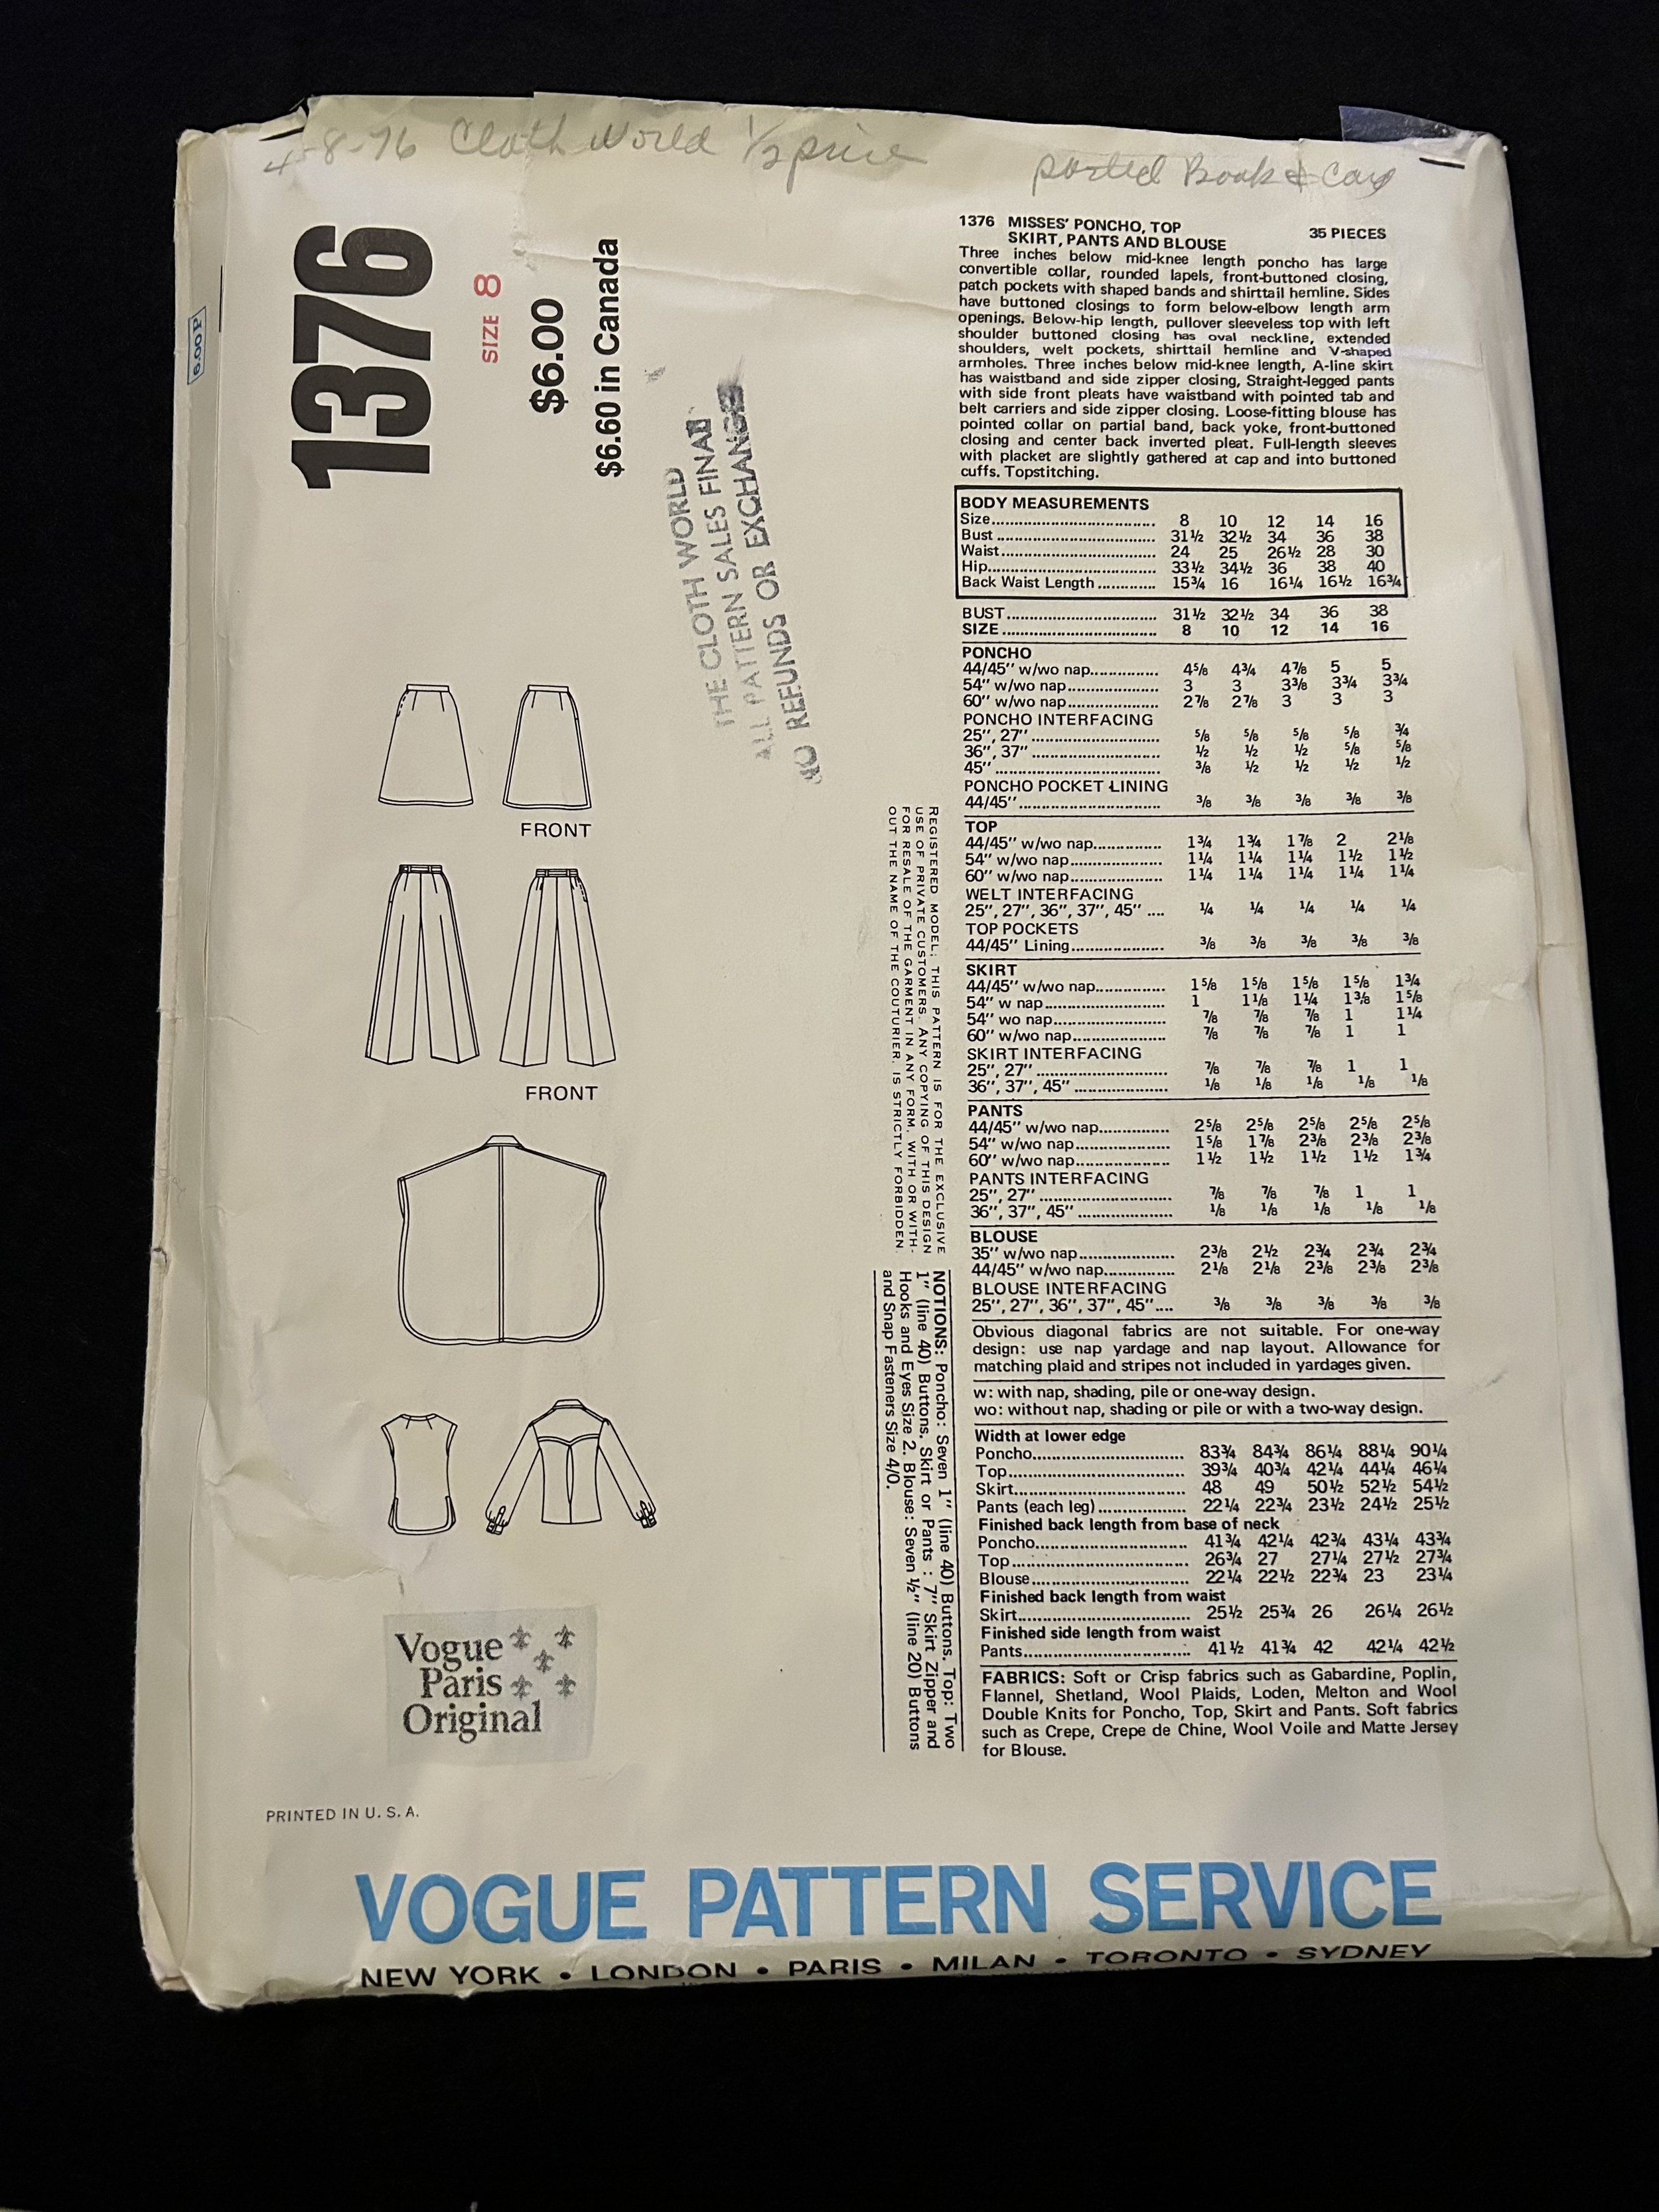 4-8-76 Cloth World ½ price
posted Book &
6.00 P
1376
SIZE 8
$6.00
$6.60 in Canada
THE CLOTH WORLD
ALL PATTERN SALES FINAL
NO REFUNDS OR EXCHANGES
FRONT
FRONT
Vogue
Paris
Original
PRINTED IN U. S. A.
1376 MISSES' PONCHO, TOP
SKIRT, PANTS AND BLOUSE 35 PIECES
Three inches below mid-knee length poncho has large
convertible collar, rounded lapels, front-buttoned closing,
patch pockets with shaped bands and shirttail hemline. Sides
have buttoned closings to form below-elbow length arm
openings. Below-hip length, pullover sleeveless top with left
shoulder buttoned closing has oval neckline, extended
shoulders, welt pockets, shirttail hemline and V-shaped
armholes. Three inches below mid-knee length, A-line skirt
has waistband and side zipper closing, Straight-legged pants
with side front pleats have waistband with pointed tab and
belt carriers and side zipper closing. Loose-fitting blouse has
pointed collar on partial band, back yoke, front-buttoned
closing and center back inverted pleat. Full-length sleeves
with placket are slightly gathered at cap and into buttoned
cuffs. Topstitching.
BODY MEASUREMENTS
Size 8 10 12 14 16
Bust 31½ 32½ 34 36 38
Waist 24 25 26½ 28 30
Hip 33½ 34½ 36 38 40
Back Waist Length 15¾ 16 16¼ 16½ 16¾
BUST 31½ 32½ 34 36 38
SIZE 8 10 12 14 16
PONCHO
44/45" w/wo nap 4⅝ 4¾ 4⅞ 5 5
54" w/wo nap 3 3 3⅜ 3¾ 3¾
60" w/wo nap 2⅞ 2⅞ 3 3 3
PONCHO INTERFACING
25", 27" ⅝ ⅝ ⅝ ⅝ ¾
36", 37" ½ ½ ½ ⅝ ⅝
45" ⅜ ½ ½ ½ ½
PONCHO POCKET LINING
44/45" ⅜ ⅜ ⅜ ⅜ ⅜
TOP
44/45" w/wo nap 1¾ 1¾ 1⅞ 2 2⅛
54" w/wo nap 1¼ 1¼ 1¼ 1½ 1½
60" w/wo nap 1¼ 1¼ 1¼ 1¼ 1¼
WELT INTERFACING
25", 27", 36", 37", 45" ¼ ¼ ¼ ¼ ¼
TOP POCKETS
44/45" Lining ⅜ ⅜ ⅜ ⅜ ⅜
SKIRT
44/45" w/wo nap 1⅝ 1⅝ 1⅝ 1⅝ 1¾
54" w nap 1 1⅛ 1¼ 1⅜ 1⅝
54" wo nap ⅞ ⅞ ⅞ 1 1¼
60" w/wo nap ⅞ ⅞ ⅞ 1 1
SKIRT INTERFACING
25", 27" ⅞ ⅞ ⅞ 1 1
36", 37", 45" ⅛ ⅛ ⅛ ⅛ ⅛
PANTS
44/45" w/wo nap 2⅝ 2⅝ 2⅝ 2⅝ 2⅝
54" w/wo nap 1⅝ 1⅞ 2⅜ 2⅜ 2⅜
60" w/wo nap 1½ 1½ 1½ 1½ 1¾
PANTS INTERFACING
25", 27" ⅞ ⅞ ⅞ 1 1
36", 37", 45" ⅛ ⅛ ⅛ ⅛ ⅛
BLOUSE
35" w/wo nap 2⅜ 2½ 2¾ 2¾ 2¾
44/45" w/wo nap 2⅛ 2⅛ 2⅜ 2⅜ 2⅜
BLOUSE INTERFACING
25", 27", 36", 37", 45" ⅜ ⅜ ⅜ ⅜ ⅜
Obvious diagonal fabrics are not suitable. For one-way
design: use nap yardage and nap layout. Allowance for
matching plaid and stripes not included in yardages given.
w: with nap, shading, pile or one-way design.
wo: without nap, shading or pile or with a two-way design.
Width at lower edge
Poncho 83¾ 84¾ 86¼ 88¼ 90¼
Top 39¾ 40¾ 42¼ 44¼ 46¼
Skirt 48 49 50½ 52½ 54½
Pants (each leg) 22¼ 22¾ 23½ 24½ 25½
Finished back length from base of neck
Poncho 41¾ 42¼ 42¾ 43¼ 43¾
Top 26¾ 27 27¼ 27½ 27¾
Blouse 22¼ 22½ 22¾ 23 23¼
Finished back length from waist
Skirt 25½ 25¾ 26 26¼ 26½
Finished side length from waist
Pants 41½ 41¾ 42 42¼ 42½
FABRICS: Soft or Crisp fabrics such as Gabardine, Poplin,
Flannel, Shetland, Wool Plaids, Loden, Melton and Wool
Double Knits for Poncho, Top, Skirt and Pants. Soft fabrics
such as Crepe, Crepe de Chine, Wool Voile and Matte Jersey
for Blouse.
REGISTERED MODEL: THIS PATTERN IS FOR THE EXCLUSIVE
USE OF PRIVATE CUSTOMERS. ANY COPYING OF THIS DESIGN
FOR RESALE OF THE GARMENT IN ANY FORM, WITH OR WITH-
OUT THE NAME OF THE COUTURIER, IS STRICTLY FORBIDDEN.
NOTIONS: Poncho: Seven 1" (line 40) Buttons. Top: Two
1" (line 40) Buttons. Skirt or Pants : 7" Skirt Zipper and
Hooks and Eyes Size 2. Blouse: Seven ½" (line 20) Buttons
and Snap Fasteners Size 4/0.
VOGUE PATTERN SERVICE
NEW YORK • LONDON • PARIS • MILAN • TORONTO • SYDNEY